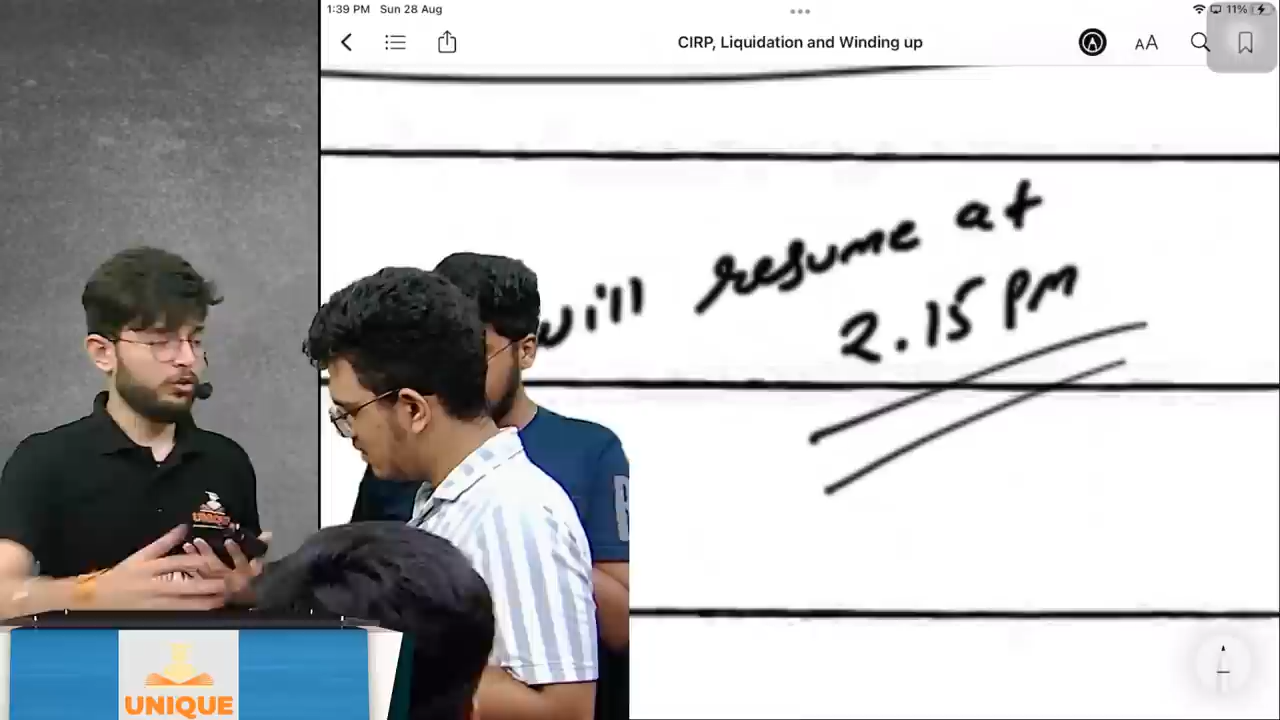 1:39 PM Sun 28 Aug
11%
CIRP, Liquidation and Winding up
AA
will resume at
2.15 PM
UNIQUE
UNIQUE